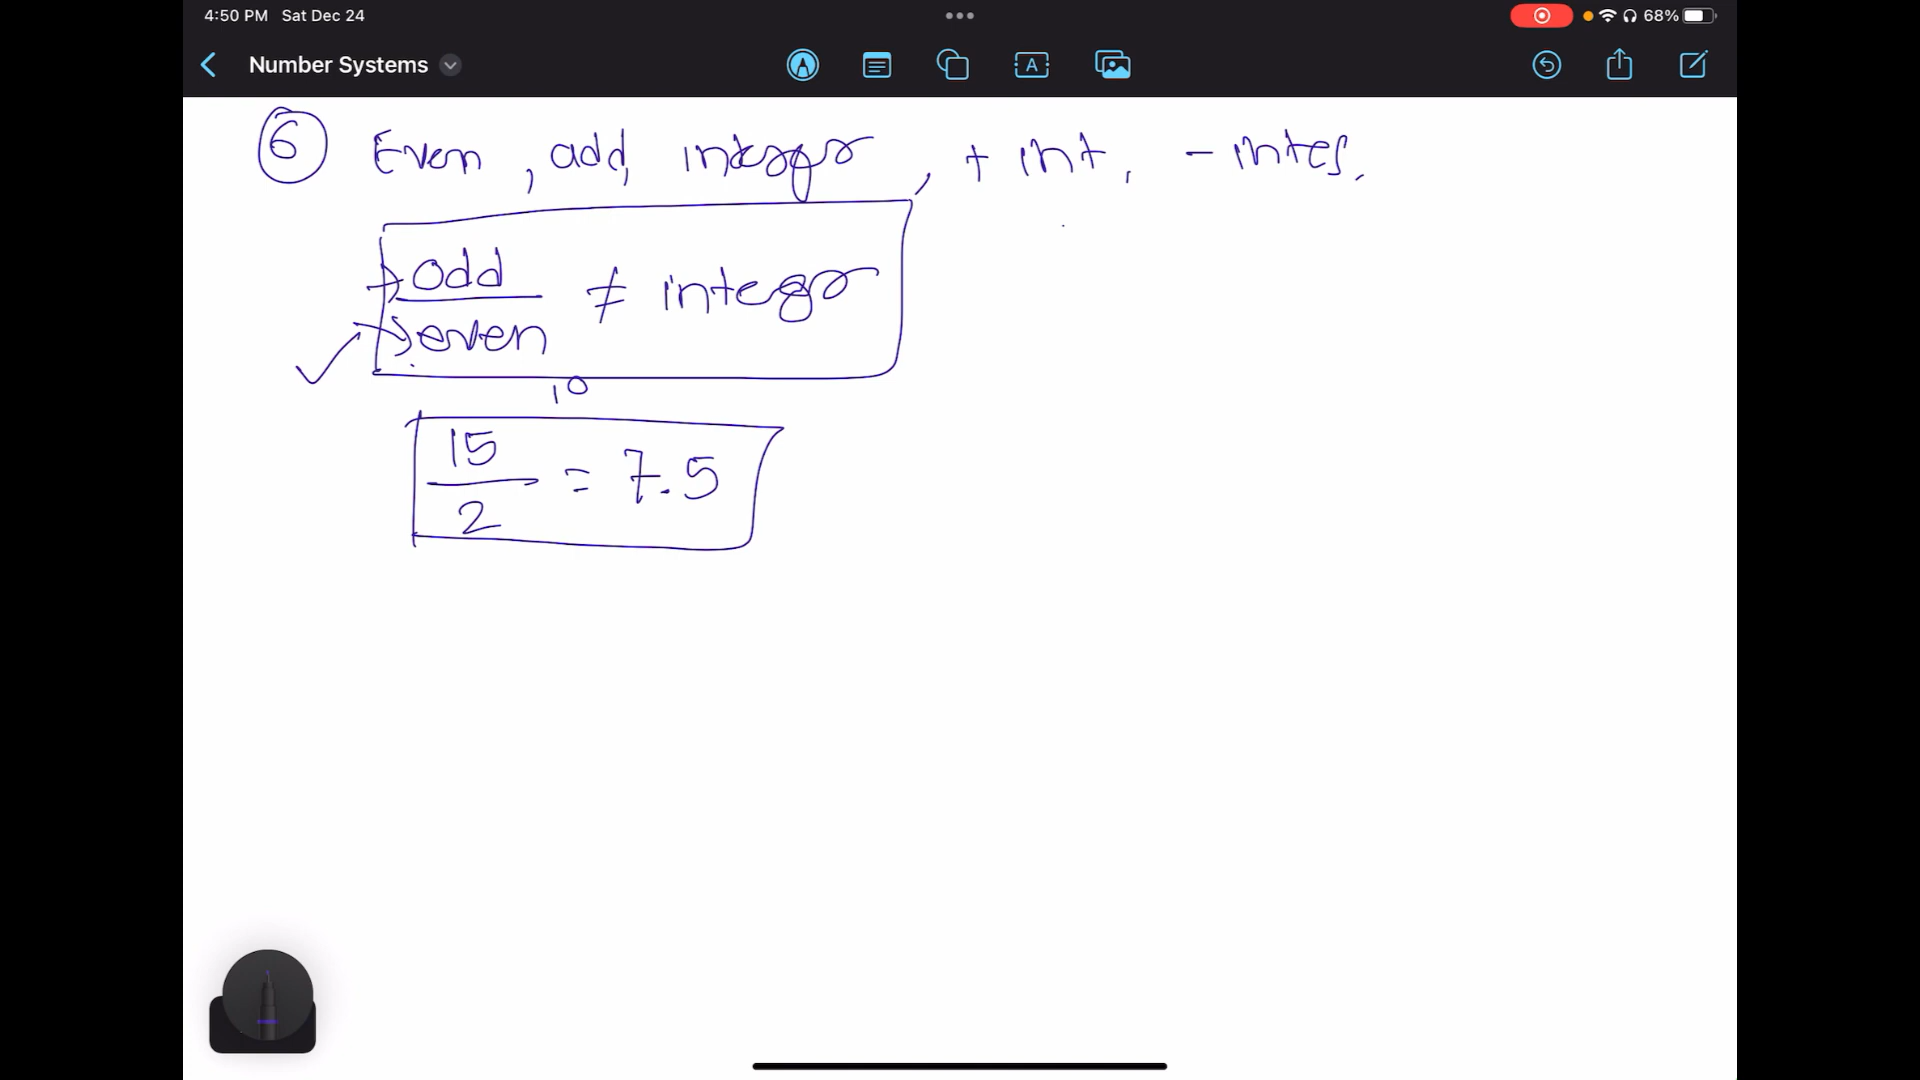 4:50 PM Sat Dec 24
68%
Number Systems
A
6 Even, odd, integer, + int, - integ.
odd
even
≠ integer
10
15
2
= 7.5